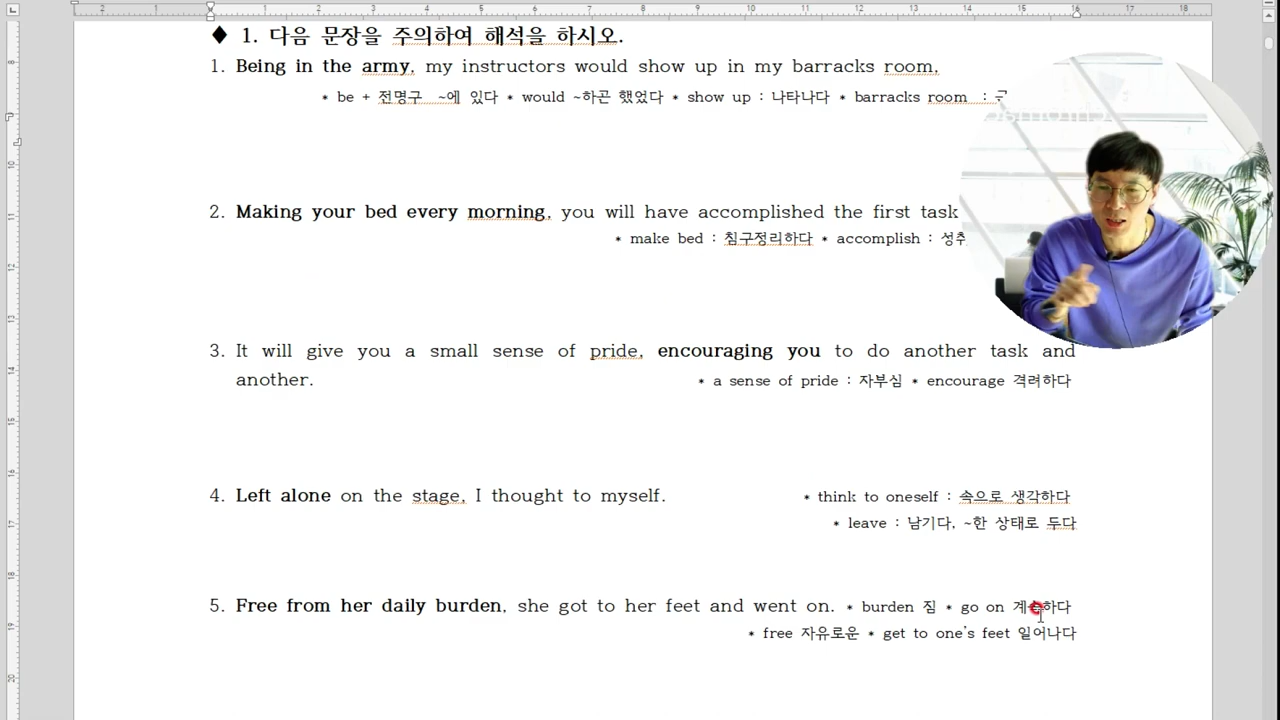 ◆ 1. 다음 문장을 주의하여 해석을 하시오.
1. Being in the army, my instructors would show up in my barracks room,
* be + 전명구 ~에 있다 * would ~하곤 했었다 * show up : 나타나다 * barracks room :
2. Making your bed every morning, you will have accomplished the first task
* make bed : 침구정리하다 * accomplish :
3. It will give you a small sense of pride, encouraging you to do another task and
another. * a sense of pride : 자부심 * encourage 격려하다
4. Left alone on the stage, I thought to myself. * think to oneself : 속으로 생각하다
* leave : 남기다, ~한 상태로 두다
5. Free from her daily burden, she got to her feet and went on. * burden 짐 * go on 계속하다
* free 자유로운 * get to one's feet 일어나다